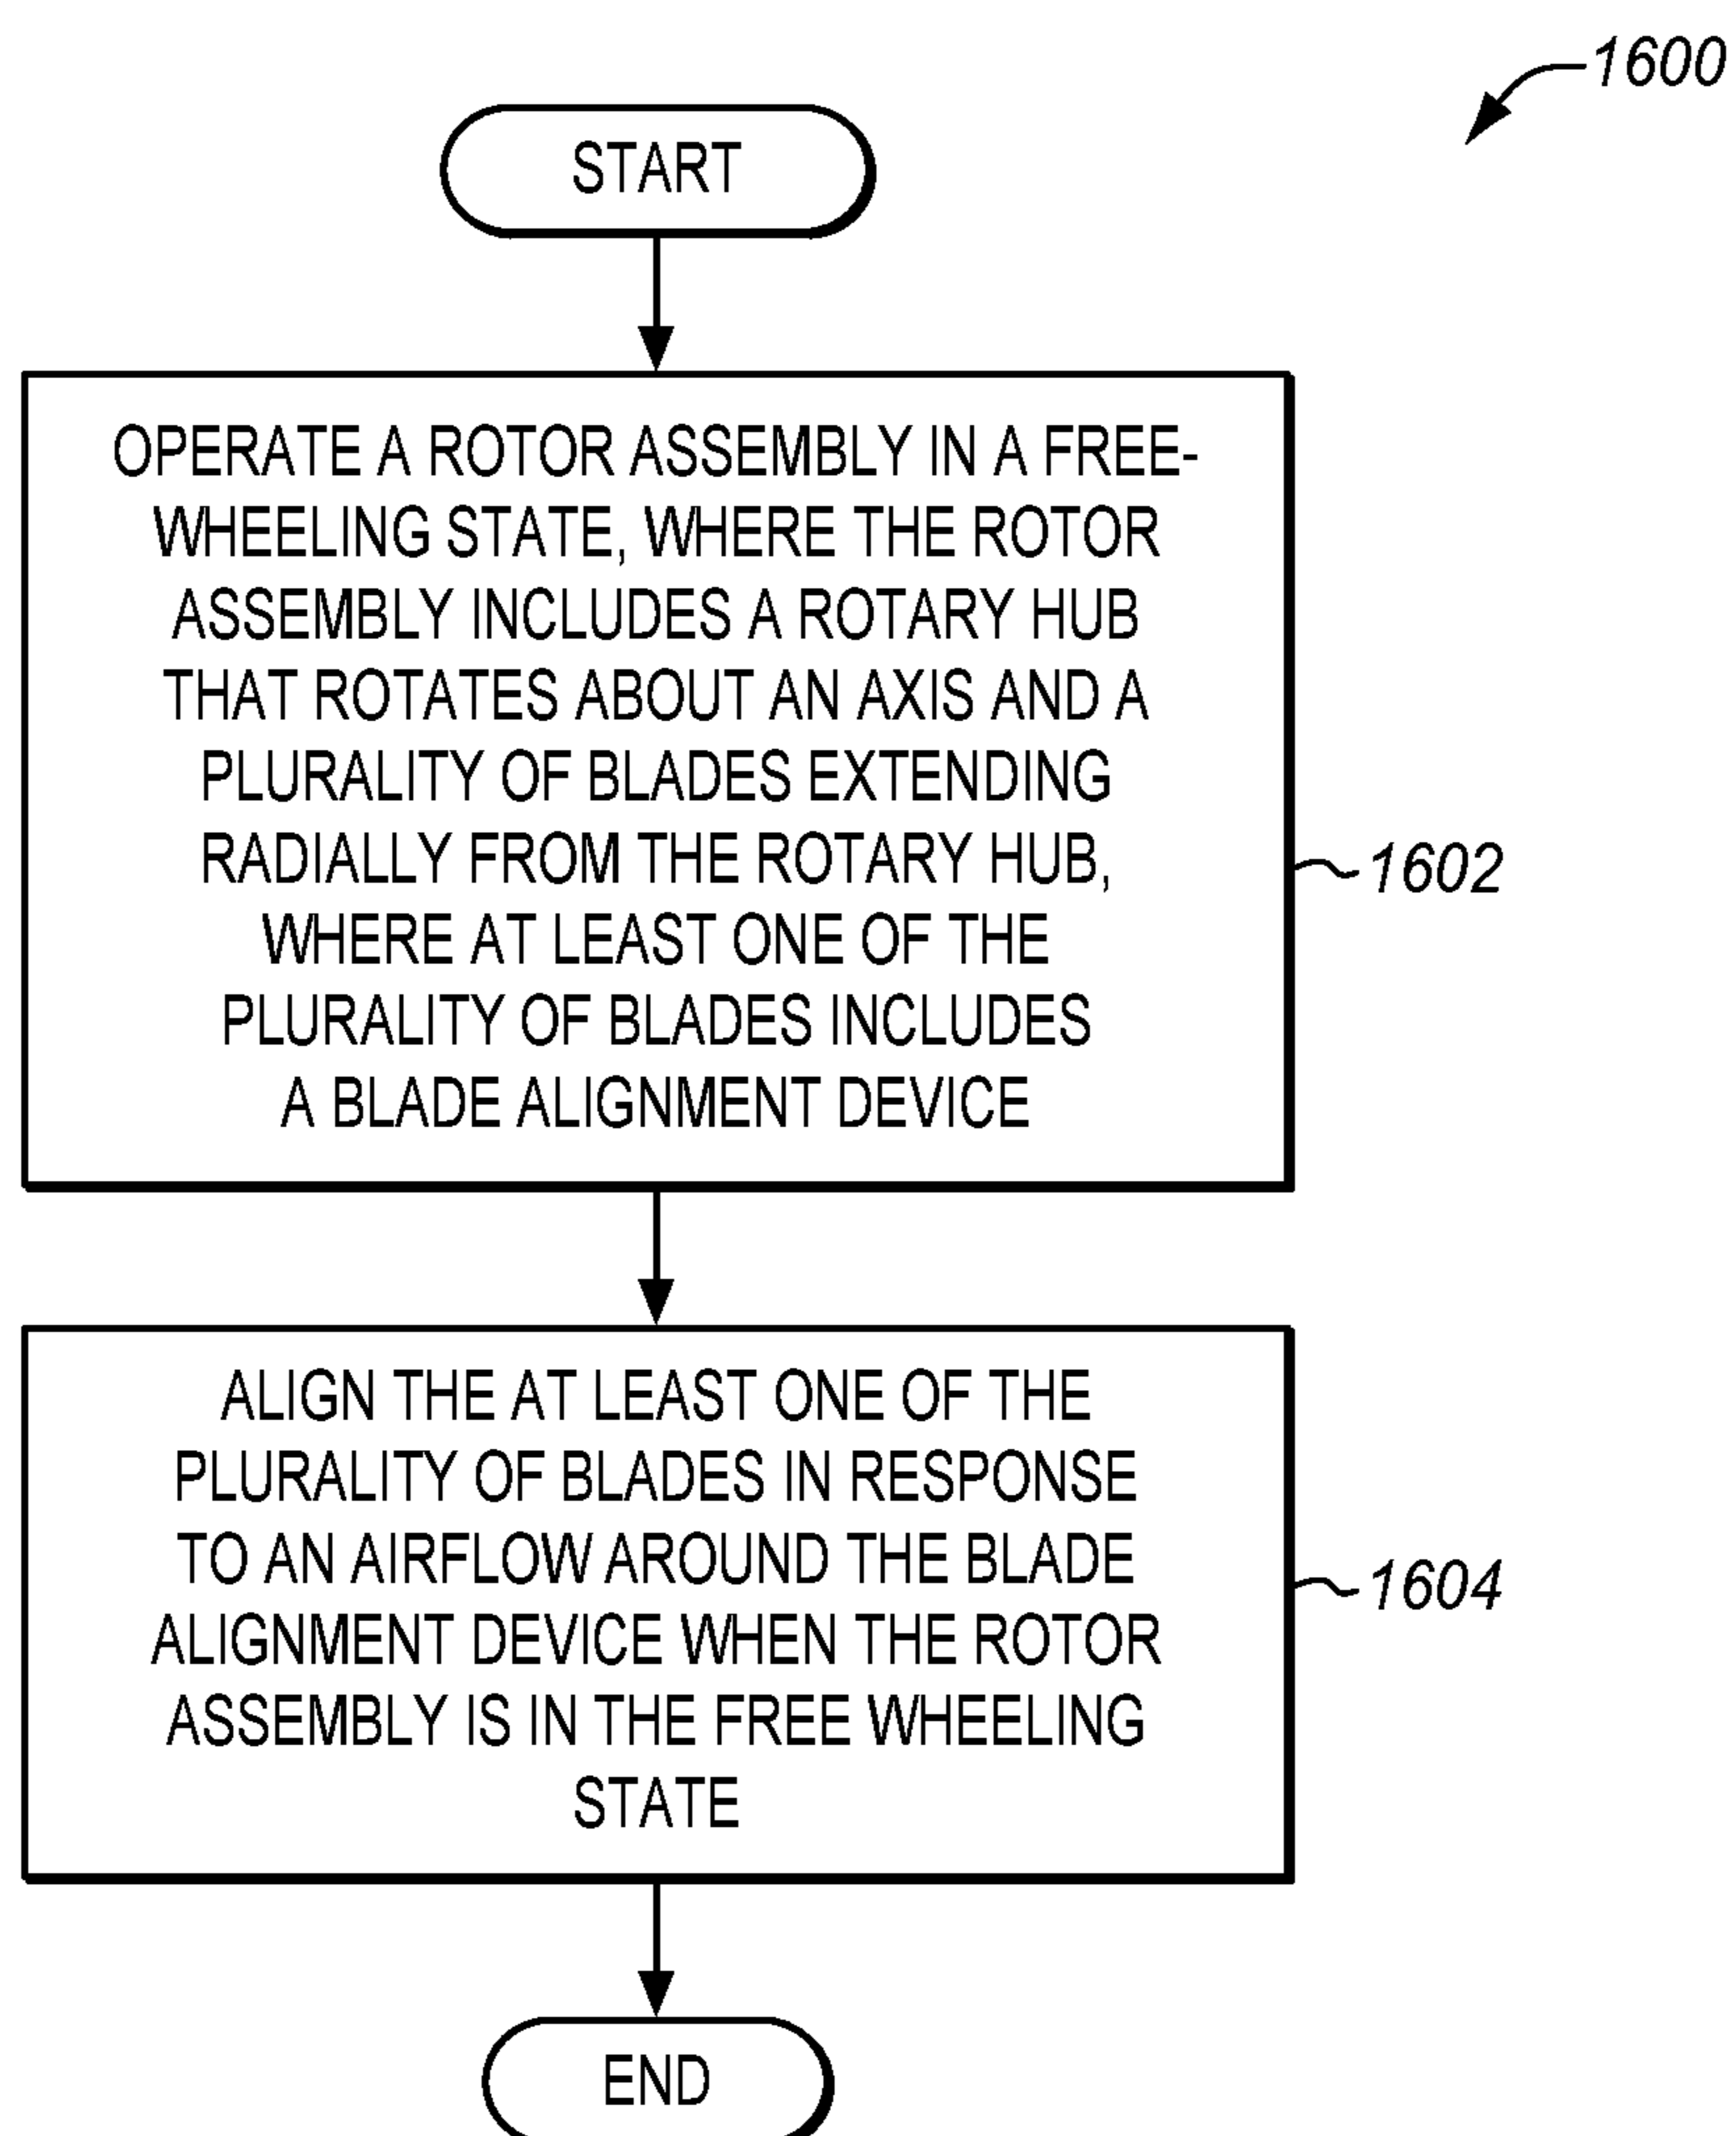 1600
START
OPERATE A ROTOR ASSEMBLY IN A FREE-
WHEELING STATE, WHERE THE ROTOR
ASSEMBLY INCLUDES A ROTARY HUB
THAT ROTATES ABOUT AN AXIS AND A
PLURALITY OF BLADES EXTENDING
RADIALLY FROM THE ROTARY HUB,
WHERE AT LEAST ONE OF THE
PLURALITY OF BLADES INCLUDES
A BLADE ALIGNMENT DEVICE
1602
ALIGN THE AT LEAST ONE OF THE
PLURALITY OF BLADES IN RESPONSE
TO AN AIRFLOW AROUND THE BLADE
ALIGNMENT DEVICE WHEN THE ROTOR
ASSEMBLY IS IN THE FREE WHEELING
STATE
1604
END